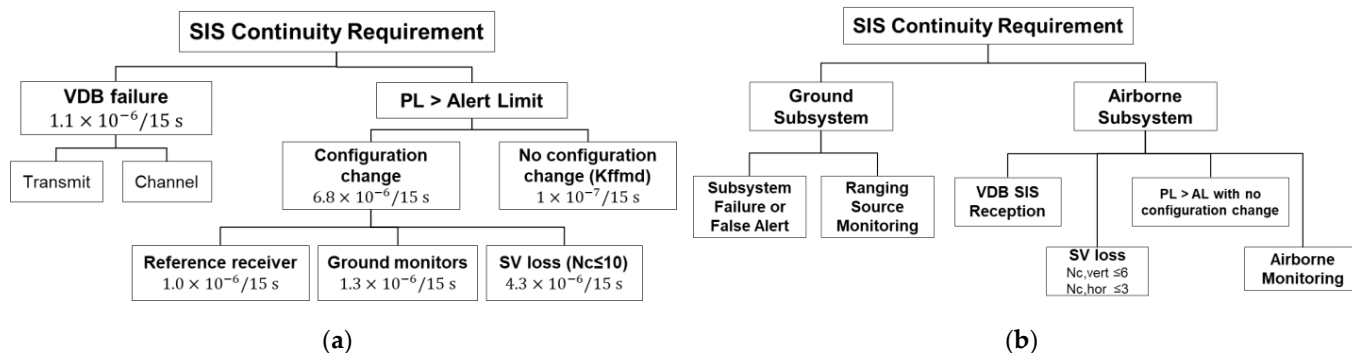 SIS Continuity Requirement
VDB failure
1.1 × 10⁻⁶/15 s
PL > Alert Limit
Transmit
Channel
Configuration
change
6.8 × 10⁻⁶/15 s
No configuration
change (Kffmd)
1 × 10⁻⁷/15 s
Reference receiver
1.0 × 10⁻⁶/15 s
Ground monitors
1.3 × 10⁻⁶/15 s
SV loss (Nc≤10)
4.3 × 10⁻⁶/15 s
(a)
SIS Continuity Requirement
Ground
Subsystem
Airborne
Subsystem
Subsystem
Failure or
False Alert
Ranging
Source
Monitoring
VDB SIS
Reception
PL > AL with no
configuration change
SV loss
Nc,vert ≤6
Nc,hor ≤3
Airborne
Monitoring
(b)